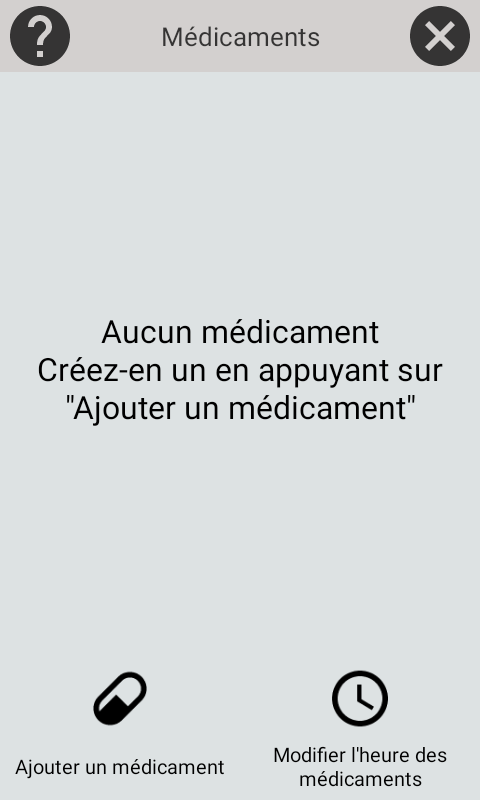 ?
Médicaments
Aucun médicament
Créez-en un en appuyant sur
"Ajouter un médicament"
Ajouter un médicament
Modifier l'heure des
médicaments